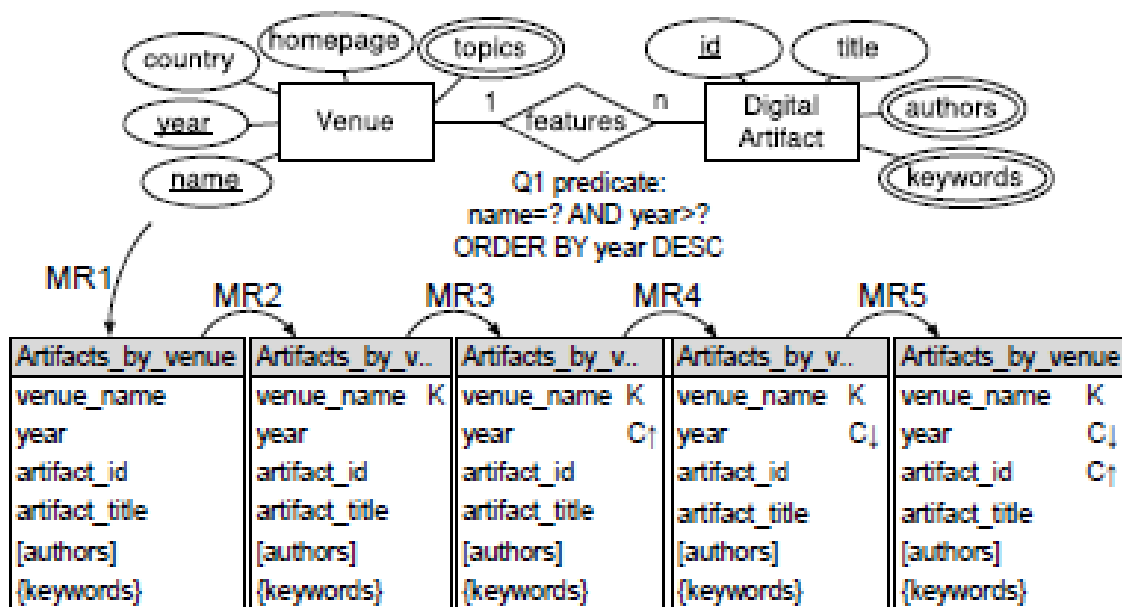 homepage
topics
id
title
country
1
n
Venue
features
Digital
Artifact
authors
year
keywords
name
Q1 predicate:
name=? AND year>?
ORDER BY year DESC
MR1
MR2
MR3
MR4
MR5
Artifacts_by_venue
venue_name
year
artifact_id
artifact_title
[authors]
{keywords}
Artifacts_by_v..
venue_name K
year
artifact_id
artifact_title
[authors]
{keywords}
Artifacts_by_v..
venue_name K
year C↑
artifact_id
artifact_title
[authors]
{keywords}
Artifacts_by_v..
venue_name K
year C↓
artifact_id
artifact_title
[authors]
{keywords}
Artifacts_by_venue
venue_name K
year C↓
artifact_id C↑
artifact_title
[authors]
{keywords}